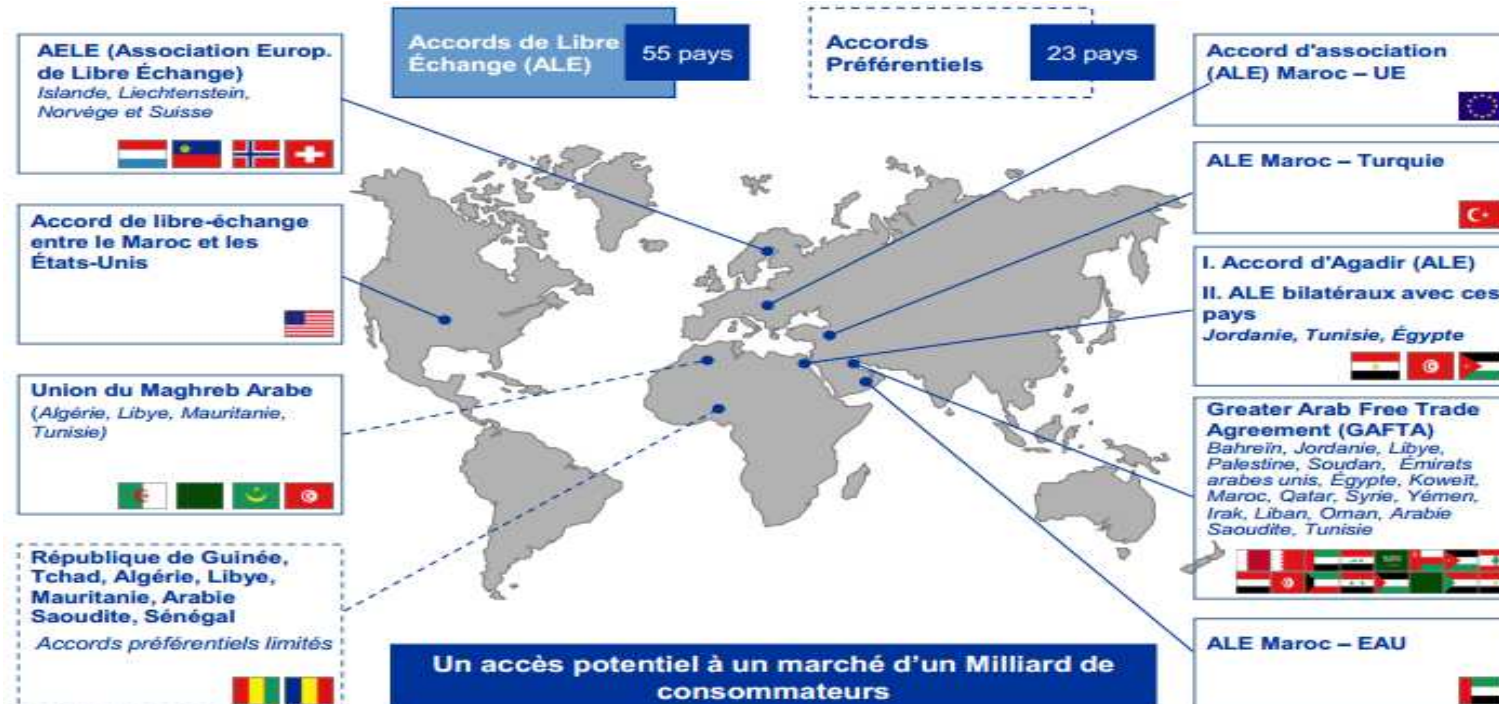 Accords de Libre
Échange (ALE)
55 pays
Accords
Préférentiels
23 pays
AELE (Association Europ.
de Libre Échange)
Islande, Liechtenstein,
Norvège et Suisse
Accord de libre-échange
entre le Maroc et les
États-Unis
Union du Maghreb Arabe
(Algérie, Libye, Mauritanie,
Tunisie)
République de Guinée,
Tchad, Algérie, Libye,
Mauritanie, Arabie
Saoudite, Sénégal
Accords préférentiels limités
Accord d'association
(ALE) Maroc – UE
ALE Maroc – Turquie
I. Accord d'Agadir (ALE)
II. ALE bilatéraux avec ces
pays
Jordanie, Tunisie, Égypte
Greater Arab Free Trade
Agreement (GAFTA)
Bahreïn, Jordanie, Libye,
Palestine, Soudan, Émirats
arabes unis, Égypte, Koweït,
Maroc, Qatar, Syrie, Yémen,
Irak, Liban, Oman, Arabie
Saoudite, Tunisie
ALE Maroc – EAU
Un accès potentiel à un marché d'un Milliard de
consommateurs